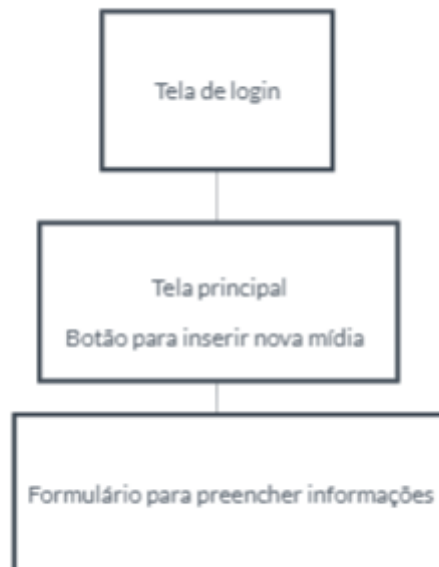 Tela de login
Tela principal
Botão para inserir nova mídia
Formulário para preencher informações